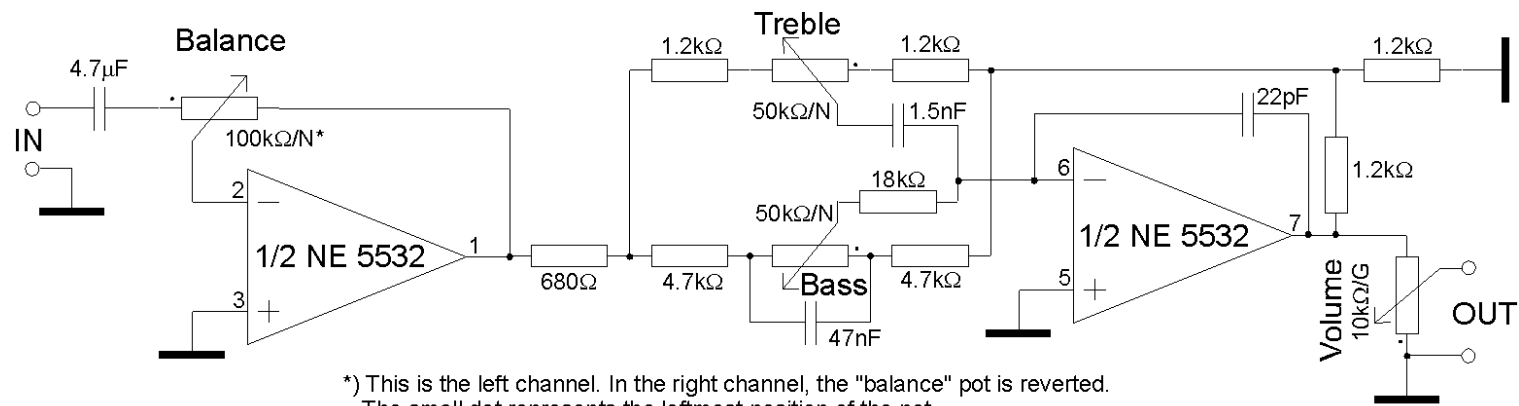 Balance
4.7µF
IN
100kΩ/N*
2
1/2 NE 5532
1
3
680Ω
1.2kΩ
Treble
1.2kΩ
50kΩ/N
1.5nF
18kΩ
50kΩ/N
4.7kΩ
Bass
4.7kΩ
47nF
22pF
6
1/2 NE 5532
7
5
1.2kΩ
1.2kΩ
Volume
10kΩ/G
OUT
*) This is the left channel. In the right channel, the "balance" pot is reverted.
The small dot represents the leftmost position of the pot.